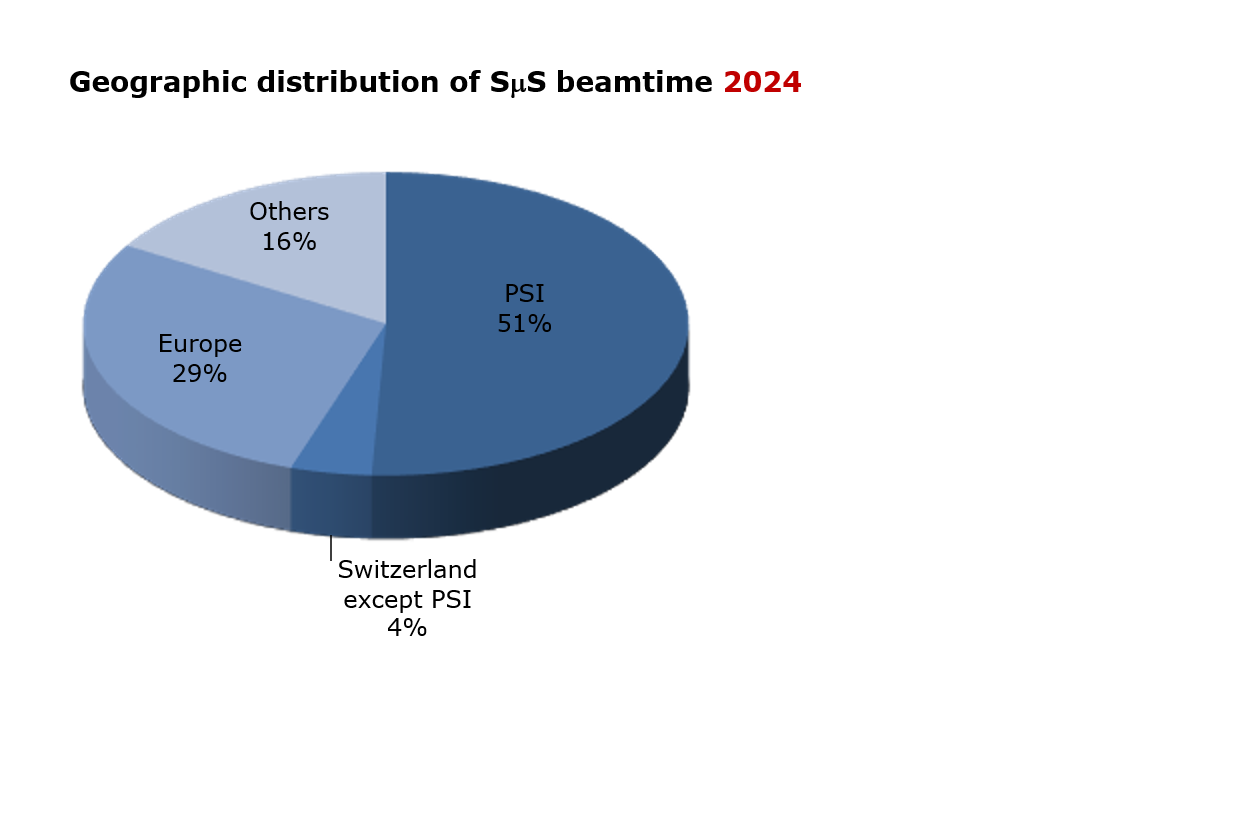 Geographic distribution of SμS beamtime 2024
Others
16%
PSI
51%
Europe
29%
Switzerland
except PSI
4%